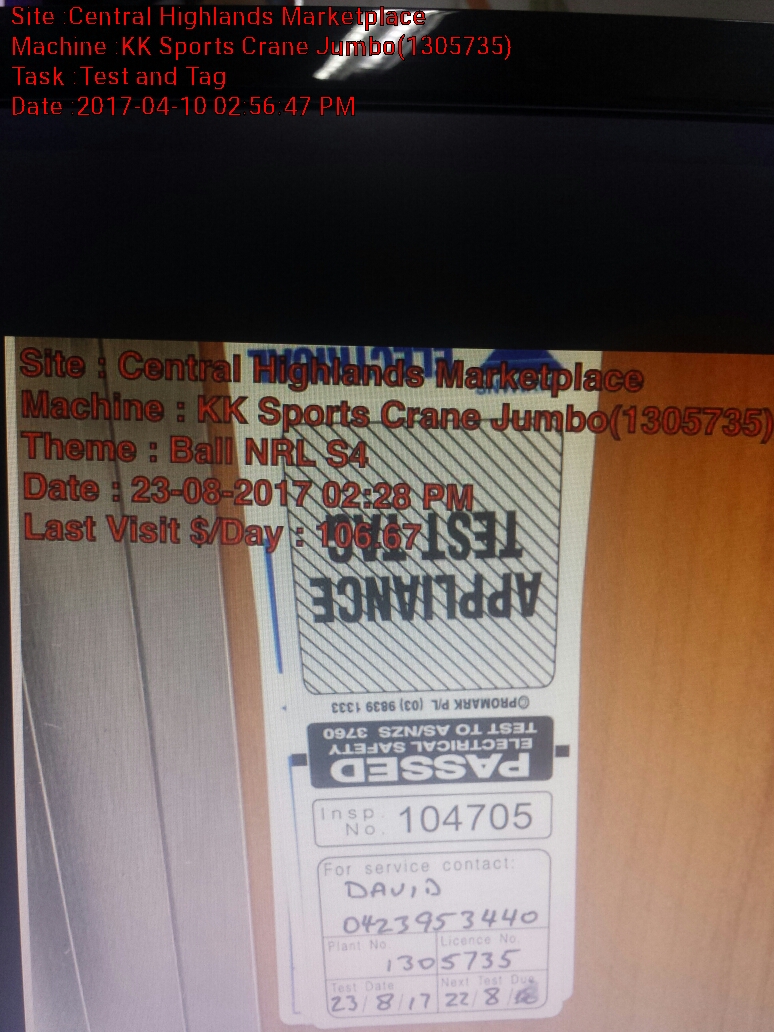 Site :Central Highlands Marketplace
Machine :KK Sports Crane Jumbo(1305735)
Task :Test and Tag
Date :2017-04-10 02:56:47 PM
ELECTRICAL
Site : Central Highlands Marketplace
Machine : KK Sports Crane Jumbo(1305735)
Theme : Ball NRL S4
Date : 23-08-2017 02:28 PM
Last Visit $/Day : 106.67
APPLIANCE
TEST TAG
©PROMARK P/L (03) 9839 1333
PASSED
ELECTRICAL SAFETY
TEST TO AS/NZS 3760
Insp. No. 104705
For service contact:
DAVID
0423953440
Plant No. Licence No.
1305735
Test Date Next Test Due
23/8/17 22/8/